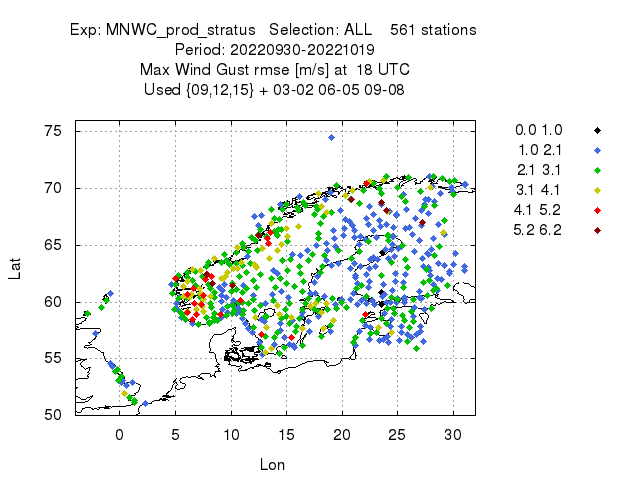 Exp: MNWC_prod_stratus   Selection: ALL    561 stations
Period: 20220930-20221019
Max Wind Gust rmse [m/s] at  18 UTC
Used {09,12,15} + 03-02 06-05 09-08
0.0 1.0
1.0 2.1
2.1 3.1
3.1 4.1
4.1 5.2
5.2 6.2
75
70
65
60
55
50
Lat
0 5 10 15 20 25 30
Lon